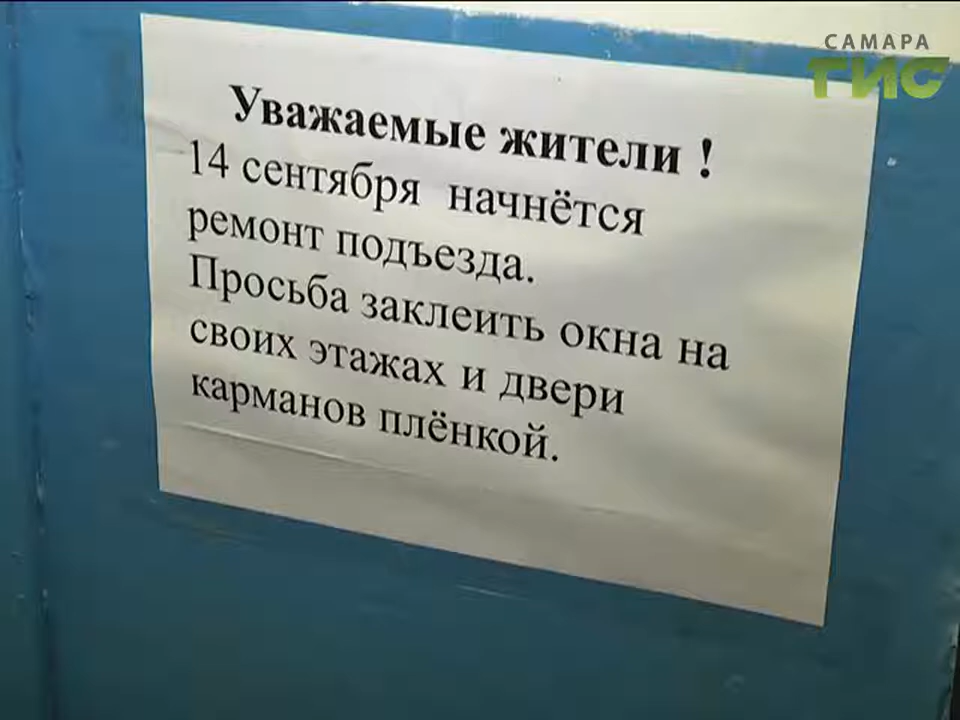 САМАРА
ГИС
Уважаемые жители !
14 сентября начнётся
ремонт подъезда.
Просьба заклеить окна на
своих этажах и двери
карманов плёнкой.